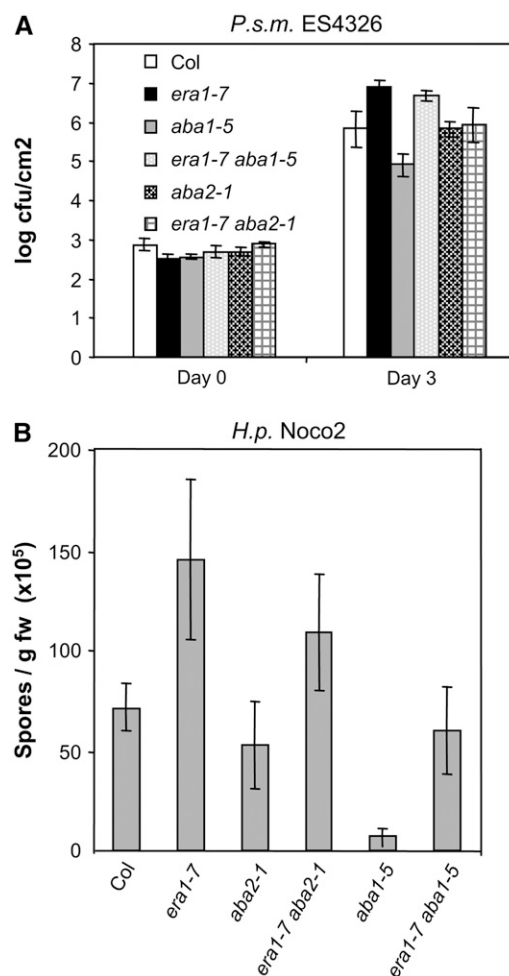 A
P.s.m. ES4326
8
7
6
5
4
3
2
1
0
log cfu/cm2
Col
era1-7
aba1-5
era1-7 aba1-5
aba2-1
era1-7 aba2-1
Day 0
Day 3
B
H.p. Noco2
200
150
100
50
0
Spores / g fw (x10⁵)
Col
era1-7
aba2-1
era1-7 aba2-1
aba1-5
era1-7 aba1-5